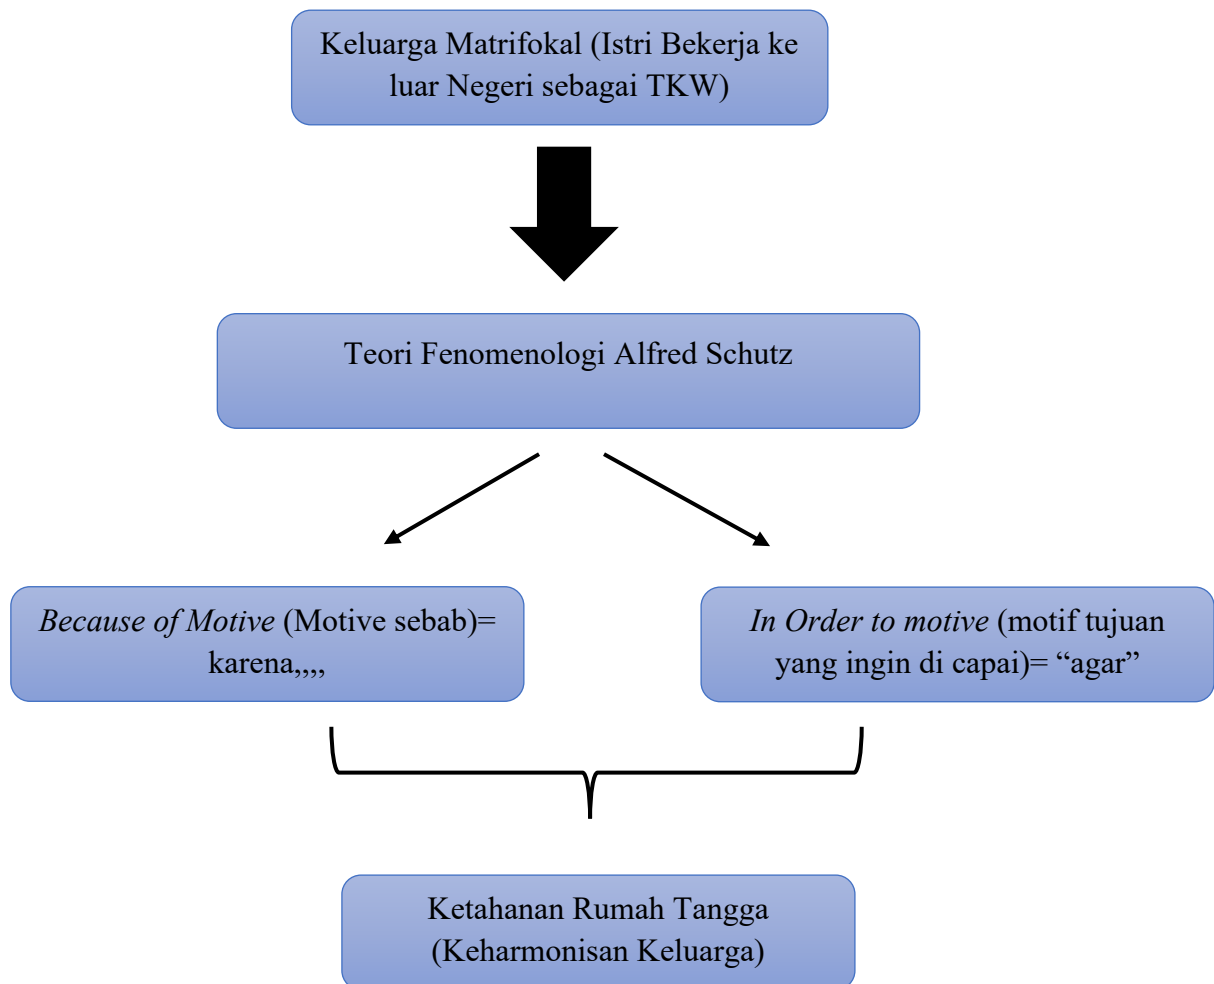 Keluarga Matrifokal (Istri Bekerja ke
luar Negeri sebagai TKW)
Teori Fenomenologi Alfred Schutz
Because of Motive (Motive sebab)=
karena,,,,
In Order to motive (motif tujuan
yang ingin di capai)= “agar”
Ketahanan Rumah Tangga
(Keharmonisan Keluarga)